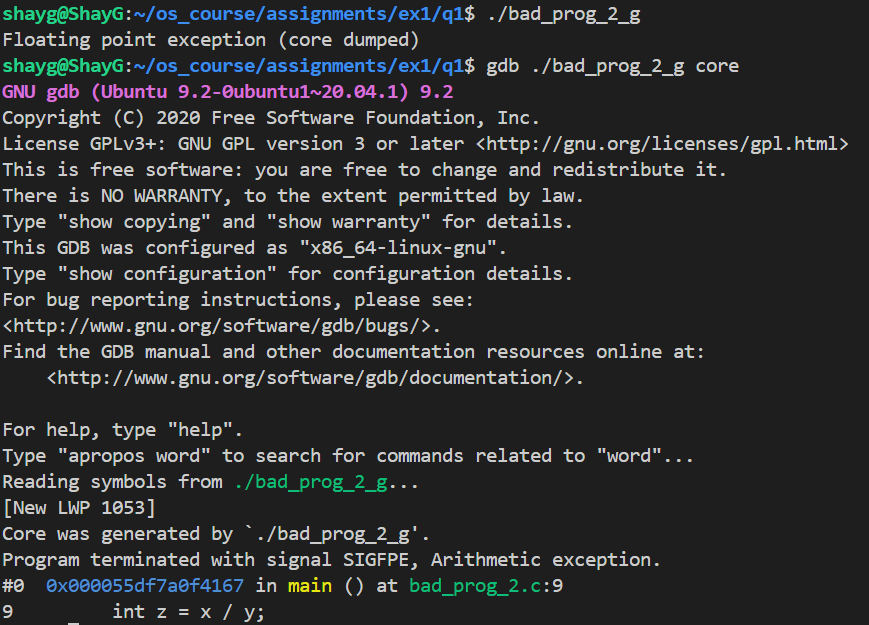 shayg@ShayG:~/os_course/assignments/ex1/q1$ ./bad_prog_2_g
Floating point exception (core dumped)
shayg@ShayG:~/os_course/assignments/ex1/q1$ gdb ./bad_prog_2_g core
GNU gdb (Ubuntu 9.2-0ubuntu1~20.04.1) 9.2
Copyright (C) 2020 Free Software Foundation, Inc.
License GPLv3+: GNU GPL version 3 or later <http://gnu.org/licenses/gpl.html>
This is free software: you are free to change and redistribute it.
There is NO WARRANTY, to the extent permitted by law.
Type "show copying" and "show warranty" for details.
This GDB was configured as "x86_64-linux-gnu".
Type "show configuration" for configuration details.
For bug reporting instructions, please see:
<http://www.gnu.org/software/gdb/bugs/>.
Find the GDB manual and other documentation resources online at:
    <http://www.gnu.org/software/gdb/documentation/>.

For help, type "help".
Type "apropos word" to search for commands related to "word"...
Reading symbols from ./bad_prog_2_g...
[New LWP 1053]
Core was generated by `./bad_prog_2_g'.
Program terminated with signal SIGFPE, Arithmetic exception.
#0  0x000055df7a0f4167 in main () at bad_prog_2.c:9
9         int z = x / y;